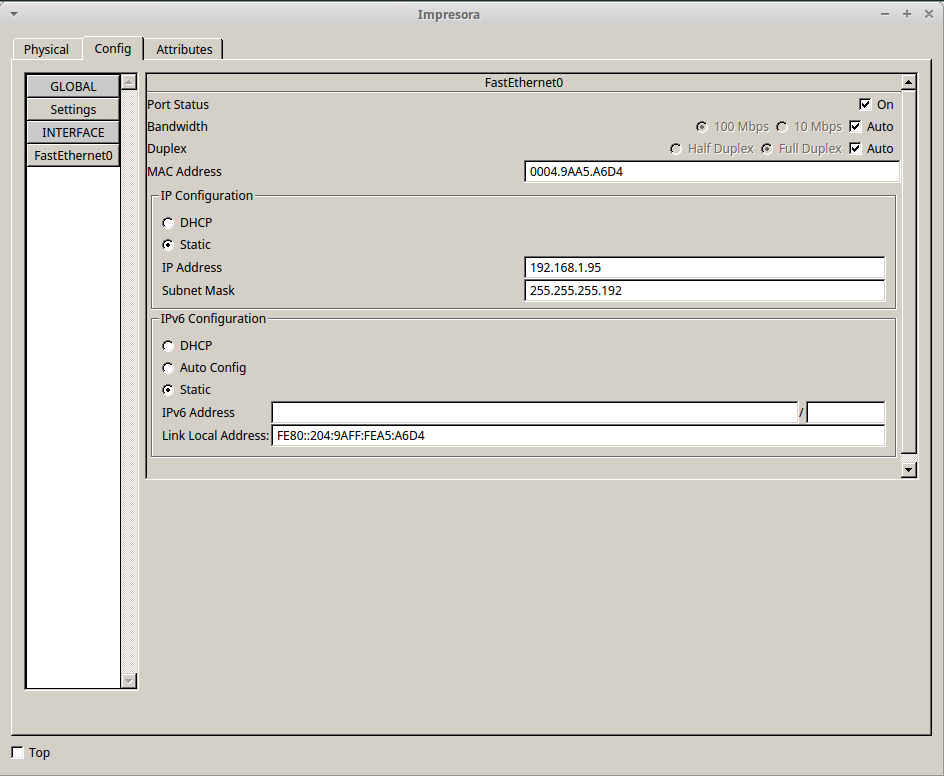 Impresora
Physical Config Attributes
GLOBAL
Settings
INTERFACE
FastEthernet0
FastEthernet0
Port Status On
Bandwidth 100 Mbps 10 Mbps Auto
Duplex Half Duplex Full Duplex Auto
MAC Address 0004.9AA5.A6D4
IP Configuration
DHCP
Static
IP Address 192.168.1.95
Subnet Mask 255.255.255.192
IPv6 Configuration
DHCP
Auto Config
Static
IPv6 Address /
Link Local Address: FE80::204:9AFF:FEA5:A6D4
Top